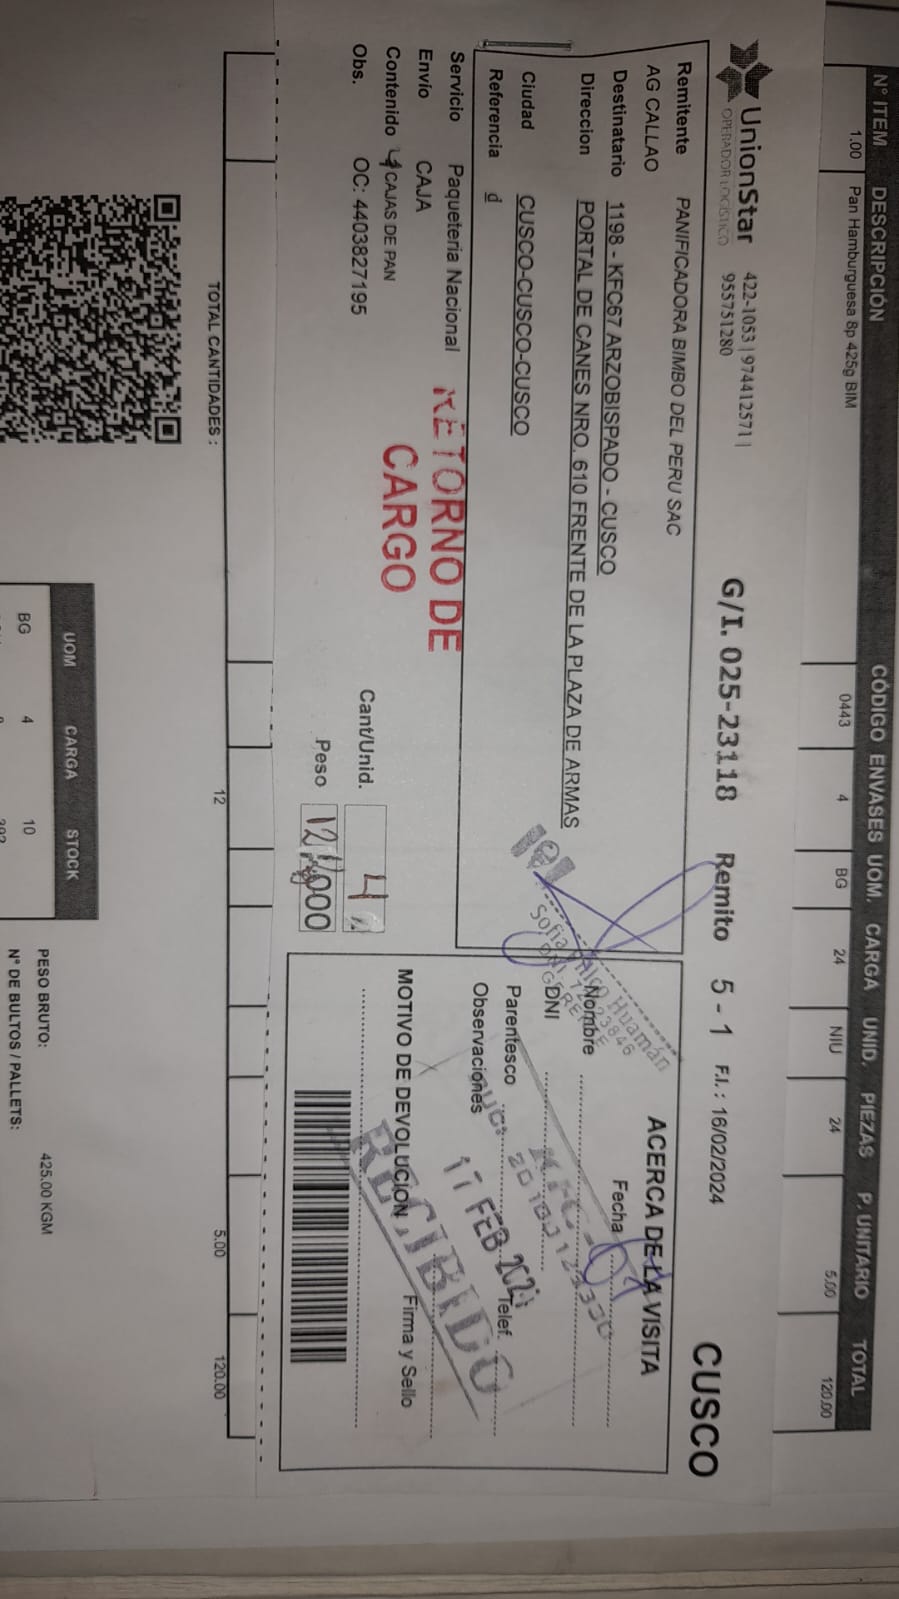 N° ITEM DESCRIPCIÓN CÓDIGO ENVASES UOM. CARGA UNID. PIEZAS P. UNITARIO TOTAL
1.00 Pan Hamburguesa 8p 425g BIM 0443 4 BG 24 NIU 24 5.00 120.00
UnionStar
OPERADOR LOGISTICO
422-1053 | 974412571 |
955751280
G/I. 025-23118 Remito 5 - 1 F.I. : 16/02/2024 CUSCO
Remitente PANIFICADORA BIMBO DEL PERU SAC
AG CALLAO
Destinatario 1198 - KFC67 ARZOBISPADO - CUSCO
Direccion PORTAL DE CANES NRO. 610 FRENTE DE LA PLAZA DE ARMAS
Ciudad CUSCO-CUSCO-CUSCO
Referencia d
Servicio Paqueteria Nacional
Envio CAJA
Contenido 4 CAJAS DE PAN
Obs. OC: 4403827195
RETORNO DE
CARGO
Cant/Unid. 4
Peso 12,000
Huamán
GERENTE
ACERCA DE LA VISITA
Fecha
Nombre
DNI
Parentesco Telef.
Observaciones
MOTIVO DE DEVOLUCION Firma y Sello
KFC
17 FEB 2024
RECIBIDO
TOTAL CANTIDADES : 12 5.00 120.00
UOM CARGA STOCK
BG 4 10
PESO BRUTO: 425.00 KGM
N° DE BULTOS / PALLETS: